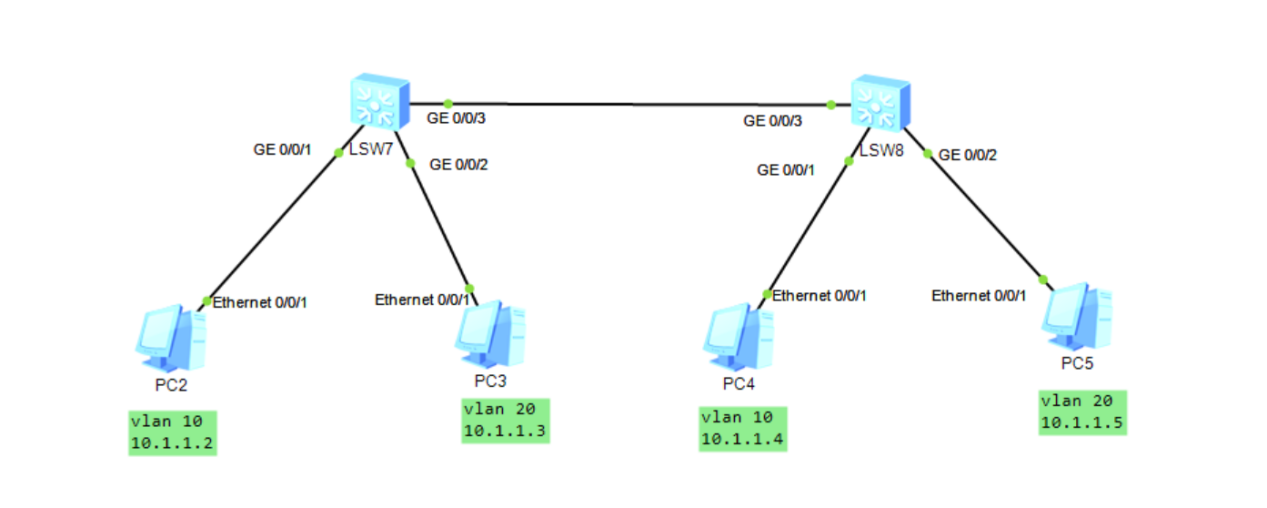 GE 0/0/3
GE 0/0/3
GE 0/0/1
LSW7
GE 0/0/2
GE 0/0/1
LSW8
GE 0/0/2
Ethernet 0/0/1
Ethernet 0/0/1
Ethernet 0/0/1
Ethernet 0/0/1
PC2
PC3
PC4
PC5
vlan 10
10.1.1.2
vlan 20
10.1.1.3
vlan 10
10.1.1.4
vlan 20
10.1.1.5